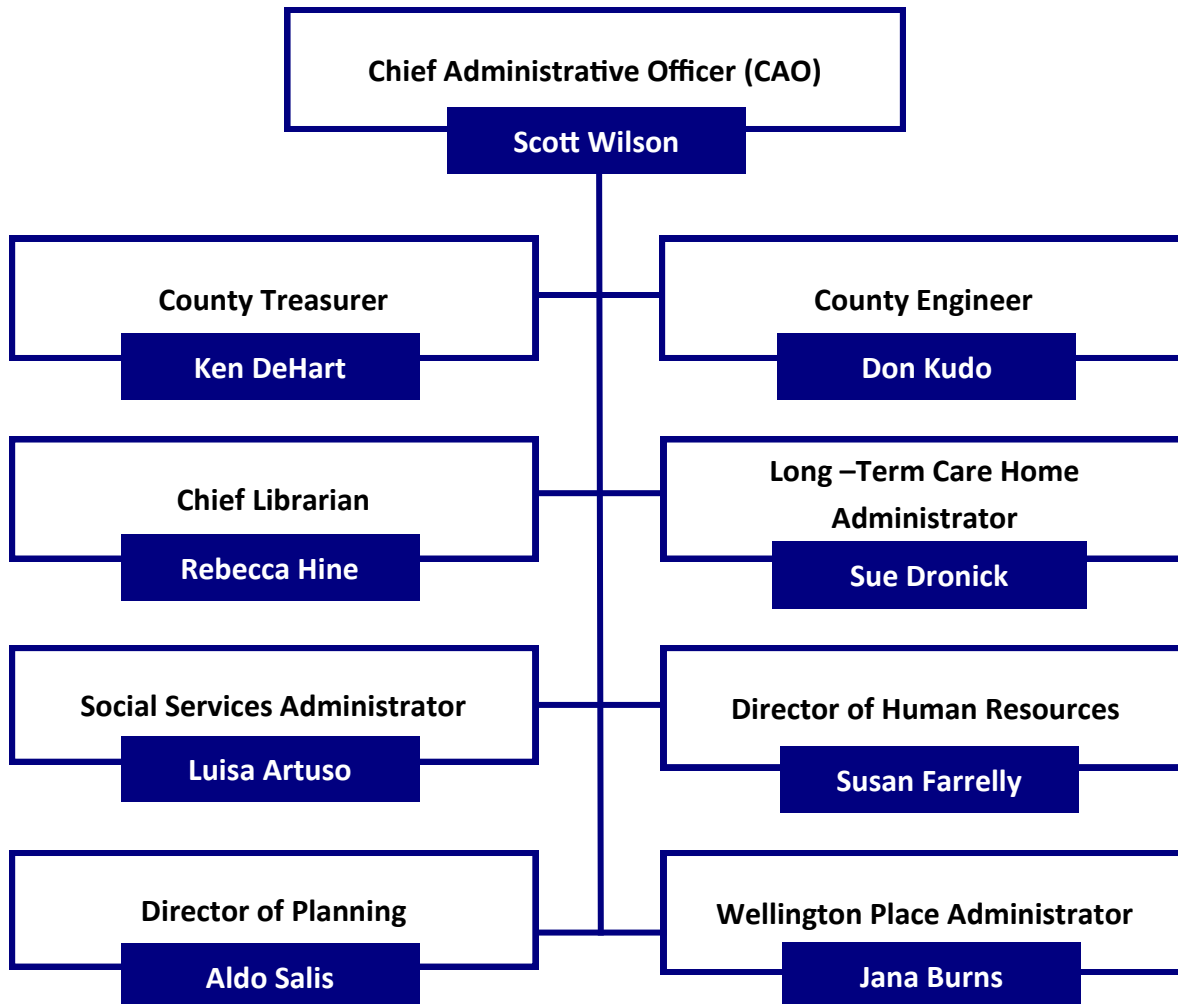 Chief Administrative Officer (CAO)
Scott Wilson
County Treasurer
Ken DeHart
County Engineer
Don Kudo
Chief Librarian
Rebecca Hine
Long –Term Care Home
Administrator
Sue Dronick
Social Services Administrator
Luisa Artuso
Director of Human Resources
Susan Farrelly
Director of Planning
Aldo Salis
Wellington Place Administrator
Jana Burns